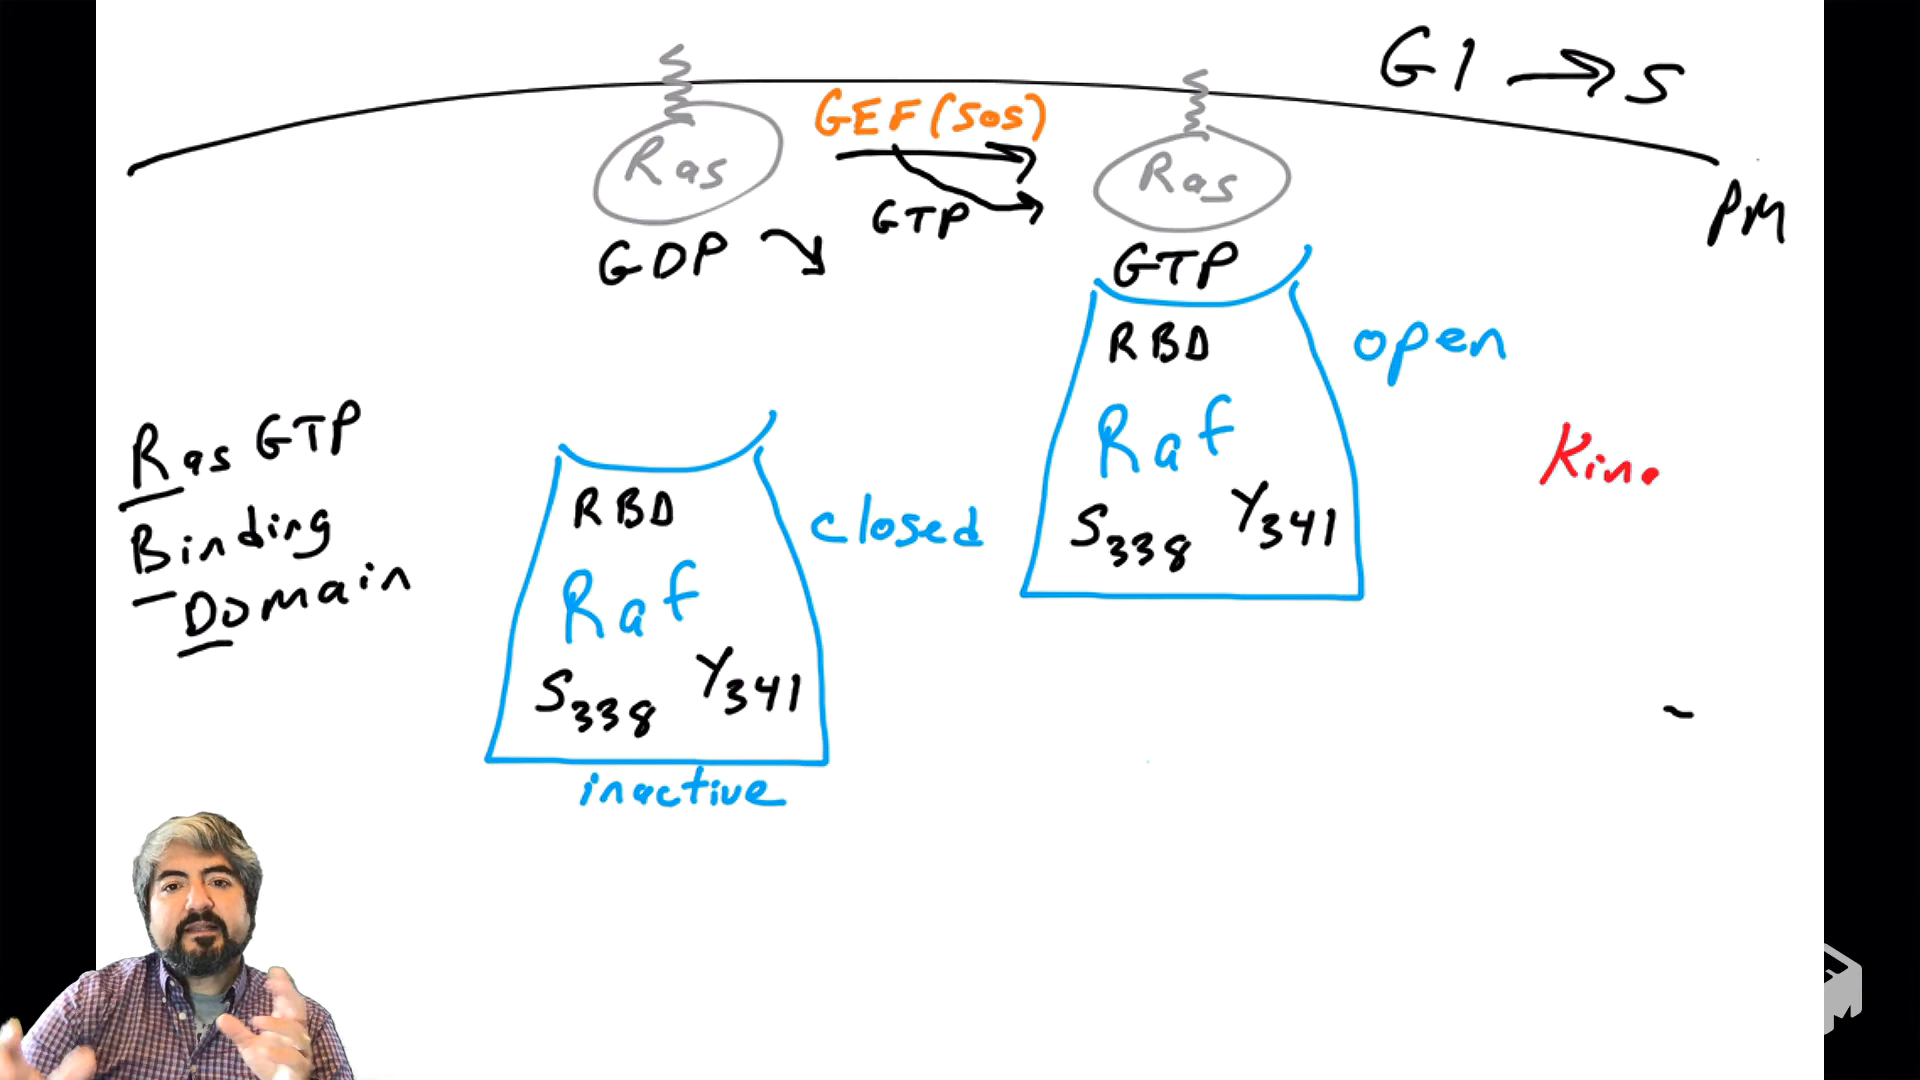 G1 → S
GEF (SOS)
Ras
Ras
GTP
PM
GDP
GTP
RBD
open
Raf
Ras GTP
Kin
S338 Y341
RBD
closed
Binding
Domain
Raf
S338 Y341
inactive